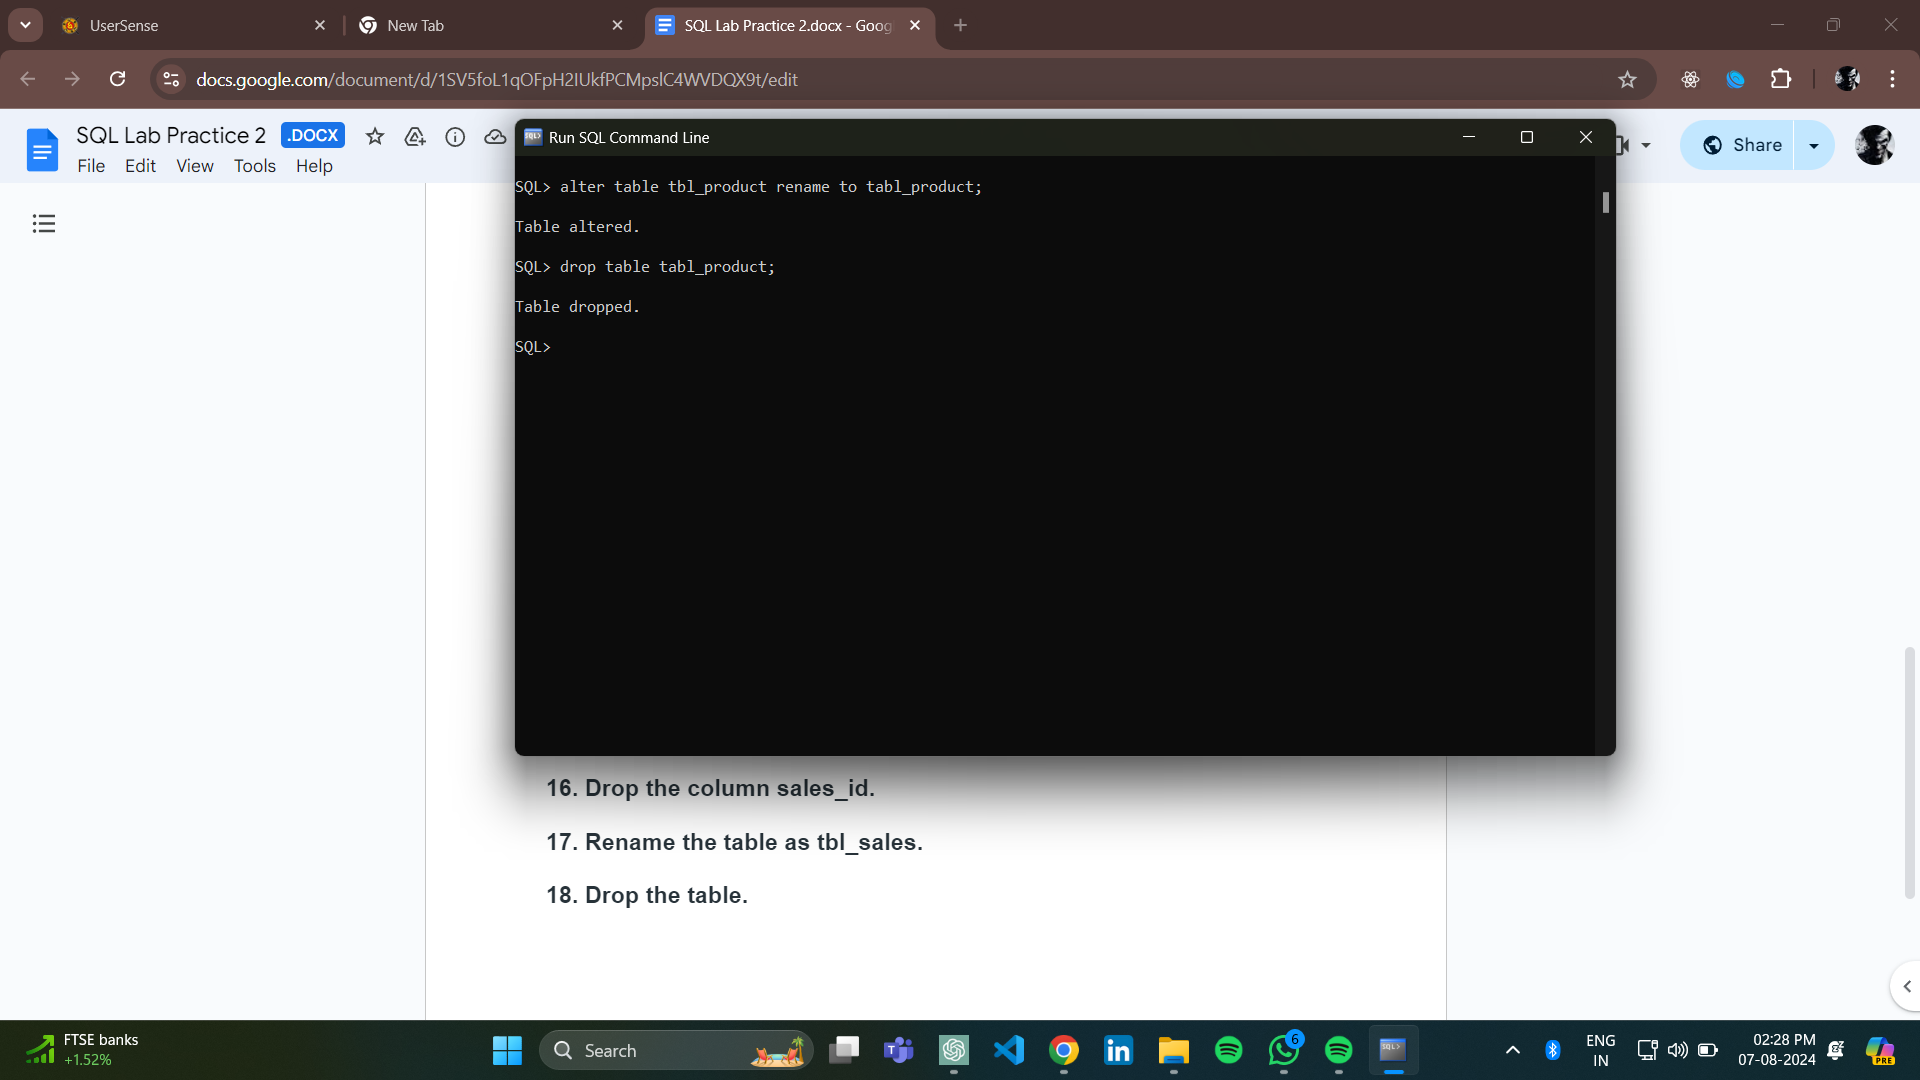 UserSense
New Tab
SQL Lab Practice 2.docx - Goog
docs.google.com/document/d/1SV5foL1qOFpH2IUkfPCMpslC4WVDQX9t/edit
SQL Lab Practice 2 .DOCX
File Edit View Tools Help
Share
Run SQL Command Line
SQL> alter table tbl_product rename to tabl_product;
Table altered.
SQL> drop table tabl_product;
Table dropped.
SQL>
16. Drop the column sales_id.
17. Rename the table as tbl_sales.
18. Drop the table.
FTSE banks
+1.52%
Search
6
SQL>
ENG
IN
02:28 PM
07-08-2024
PRE